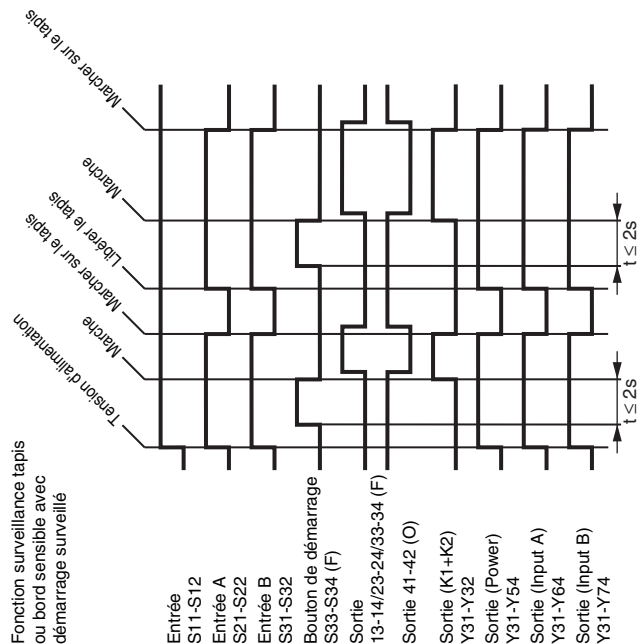 Fonction surveillance tapis
ou bord sensible avec
démarrage surveillé
Tension d'alimentation
Marche
Marcher sur le tapis
Libérer le tapis
Marche
Marcher sur le tapis
Entrée
S11-S12
Entrée A
S21-S22
Entrée B
S31-S32
Bouton de démarrage
S33-S34 (F)
Sortie
13-14/23-24/33-34 (F)
Sortie 41-42 (O)
Sortie (K1+K2)
Y31-Y32
Sortie (Power)
Y31-Y54
Sortie (Input A)
Y31-Y64
Sortie (Input B)
Y31-Y74
t ≤ 2s
t ≤ 2s